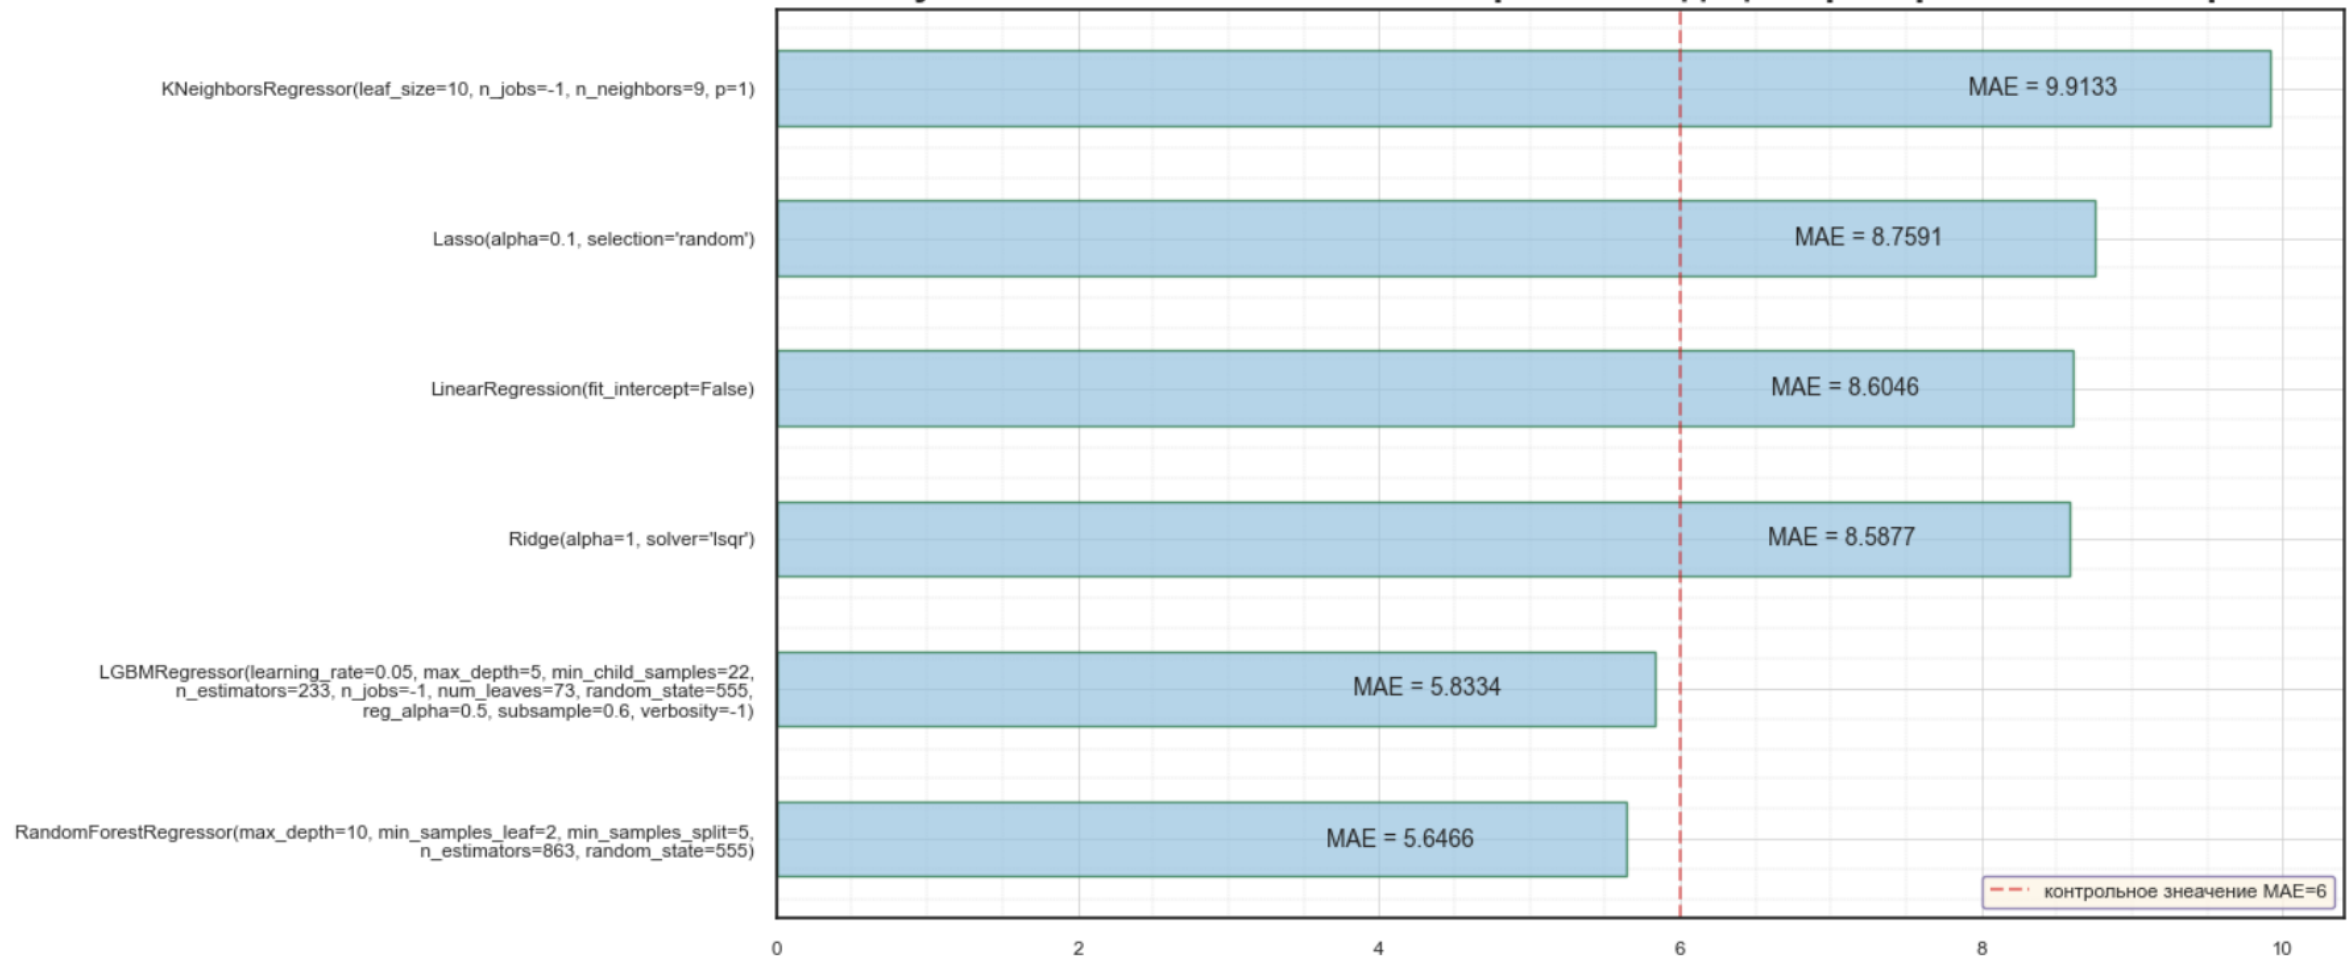 KNeighborsRegressor(leaf_size=10, n_jobs=-1, n_neighbors=9, p=1)
MAE = 9.9133
Lasso(alpha=0.1, selection='random')
MAE = 8.7591
LinearRegression(fit_intercept=False)
MAE = 8.6046
Ridge(alpha=1, solver='lsqr')
MAE = 8.5877
LGBMRegressor(learning_rate=0.05, max_depth=5, min_child_samples=22,
n_estimators=233, n_jobs=-1, num_leaves=73, random_state=555,
reg_alpha=0.5, subsample=0.6, verbosity=-1)
MAE = 5.8334
RandomForestRegressor(max_depth=10, min_samples_leaf=2, min_samples_split=5,
n_estimators=863, random_state=555)
MAE = 5.6466
контрольное знеачение MAE=6
0 2 4 6 8 10